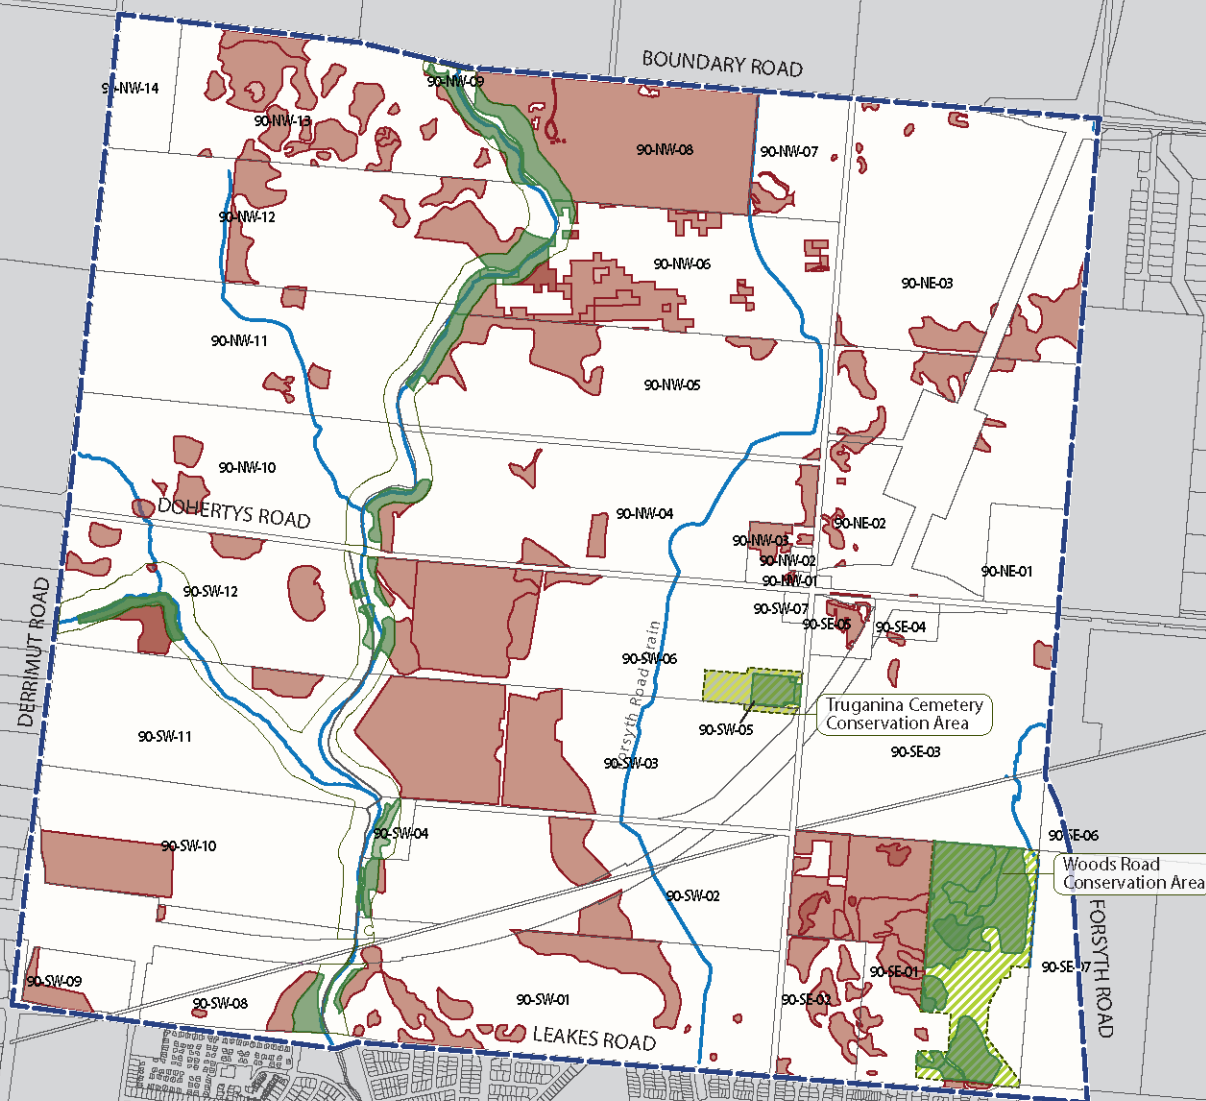 BOUNDARY ROAD
90-NW-09
90-NW-14
90-NW-13
90-NW-08
90-NW-07
90-NW-12
90-NW-06
90-NE-03
90-NW-11
90-NW-05
90-NW-10
DOHERTYS ROAD
90-NW-04
90-NE-02
90-NW-03
90-NW-02
90-NW-01
90-NE-01
DERRIMUT ROAD
90-SW-12
90-SW-07
90-SE-05
90-SE-04
90-SW-06
Forsyth Road Drain
Truganina Cemetery
Conservation Area
90-SW-05
90-SW-11
90-SE-03
90-SW-03
90-SW-04
90-SE-06
90-SW-10
Woods Road
Conservation Area
90-SW-02
FORSYTH ROAD
90-SE-07
90-SE-01
90-SW-09
90-SW-08
90-SW-01
90-SE-02
LEAKES ROAD